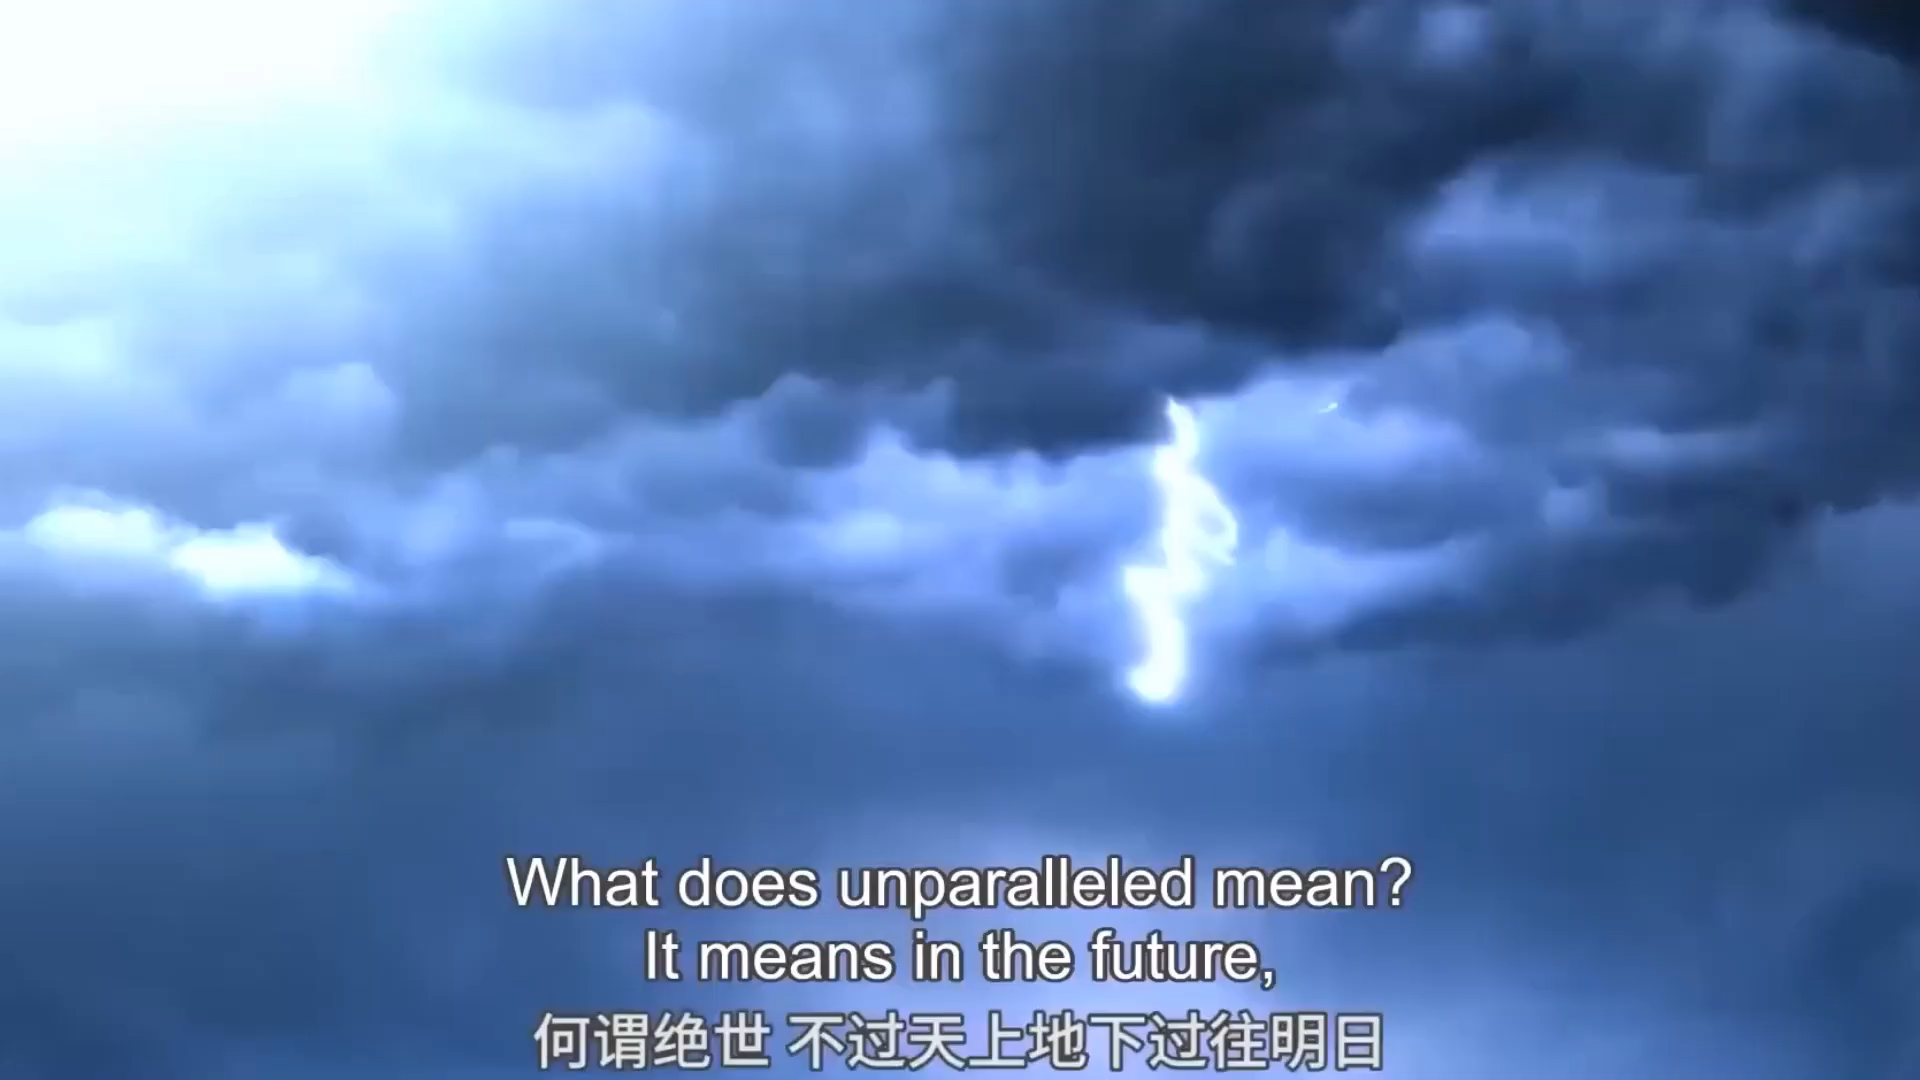 What does unparalleled mean?
It means in the future,
何谓绝世 不过天上地下过往明日